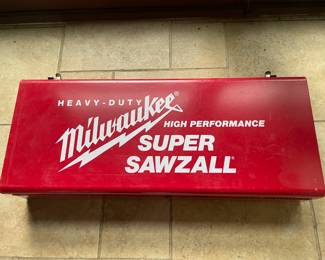 HEAVY-DUTY
Milwaukee®
HIGH PERFORMANCE
SUPER
SAWZALL®